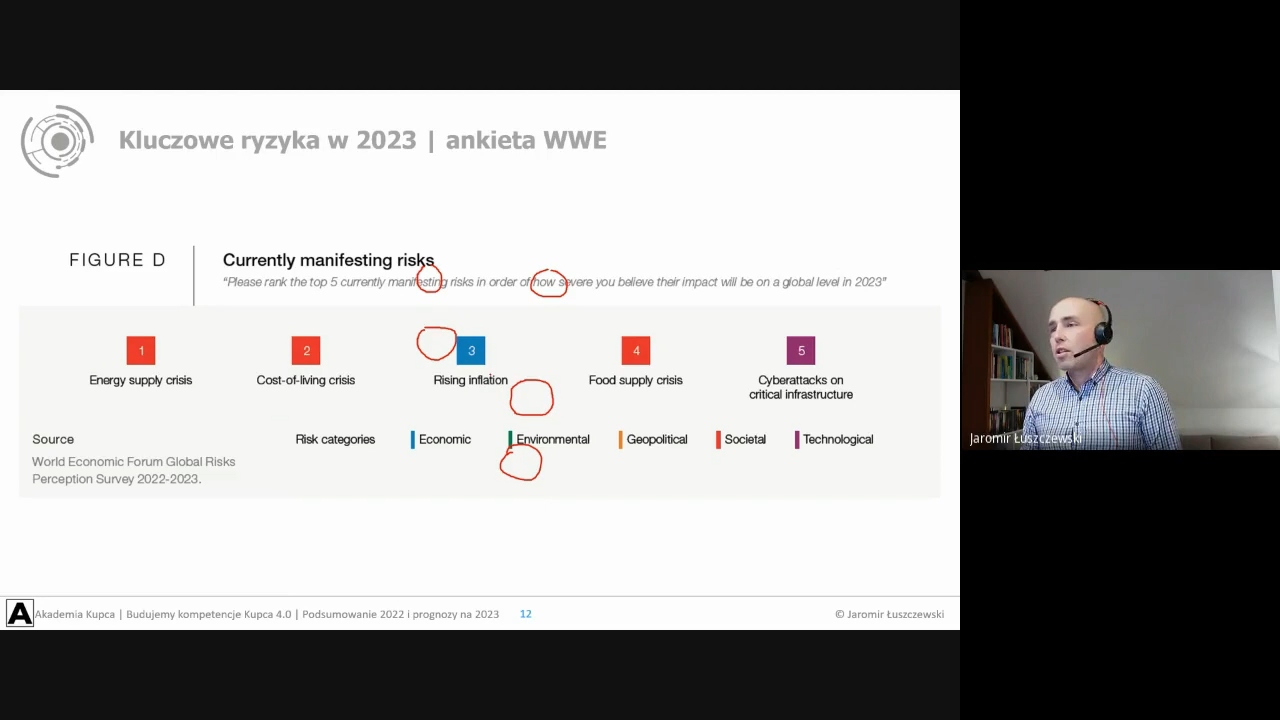 Kluczowe ryzyka w 2023 | ankieta WWE
FIGURE D
Currently manifesting risks
"Please rank the top 5 currently manifesting risks in order of how severe you believe their impact will be on a global level in 2023"
1 2 3 4 5
Energy supply crisis Cost-of-living crisis Rising inflation Food supply crisis Cyberattacks on
critical infrastructure
Source Risk categories Economic Environmental Geopolitical Societal Technological
World Economic Forum Global Risks
Perception Survey 2022-2023.
Jaromir Łuszczewski
A Akademia Kupca | Budujemy kompetencje Kupca 4.0 | Podsumowanie 2022 i prognozy na 2023 12 © Jaromir Łuszczewski